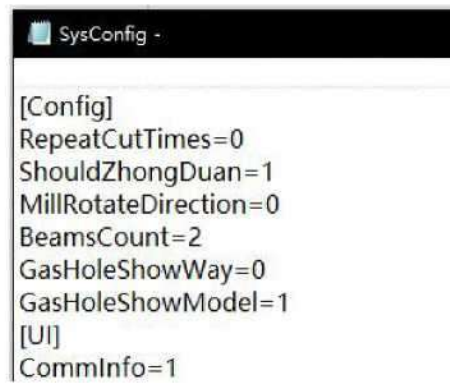 SysConfig -
[Config]
RepeatCutTimes=0
ShouldZhongDuan=1
MillRotateDirection=0
BeamsCount=2
GasHoleShowWay=0
GasHoleShowModel=1
[UI]
CommInfo=1